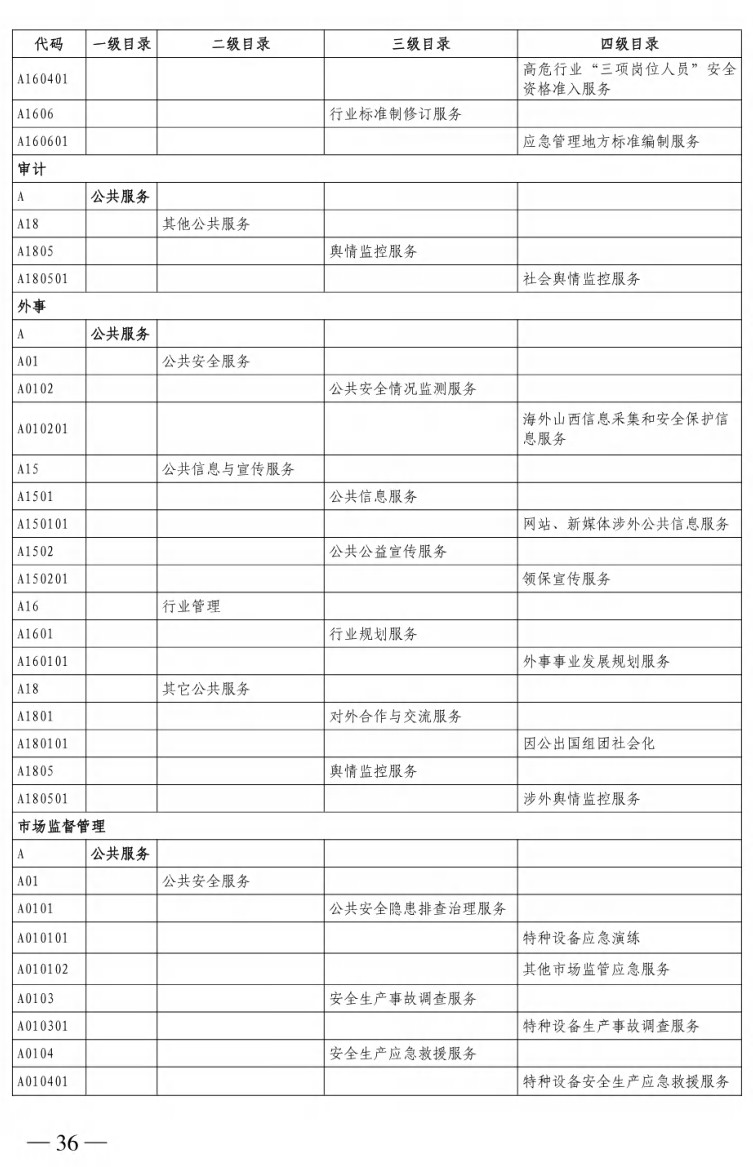 代码 一级目录 二级目录 三级目录 四级目录
A160401 高危行业“三项岗位人员”安全
资格准入服务
A1606 行业标准制修订服务
A160601 应急管理地方标准编制服务
审计
A 公共服务
A18 其他公共服务
A1805 舆情监控服务
A180501 社会舆情监控服务
外事
A 公共服务
A01 公共安全服务
A0102 公共安全情况监测服务
A010201 海外山西信息采集和安全保护信
息服务
A15 公共信息与宣传服务
A1501 公共信息服务
A150101 网站、新媒体涉外公共信息服务
A1502 公共公益宣传服务
A150201 领保宣传服务
A16 行业管理
A1601 行业规划服务
A160101 外事事业发展规划服务
A18 其它公共服务
A1801 对外合作与交流服务
A180101 因公出国组团社会化
A1805 舆情监控服务
A180501 涉外舆情监控服务
市场监督管理
A 公共服务
A01 公共安全服务
A0101 公共安全隐患排查治理服务
A010101 特种设备应急演练
A010102 其他市场监管应急服务
A0103 安全生产事故调查服务
A010301 特种设备生产事故调查服务
A0104 安全生产应急救援服务
A010401 特种设备安全生产应急救援服务
— 36 —